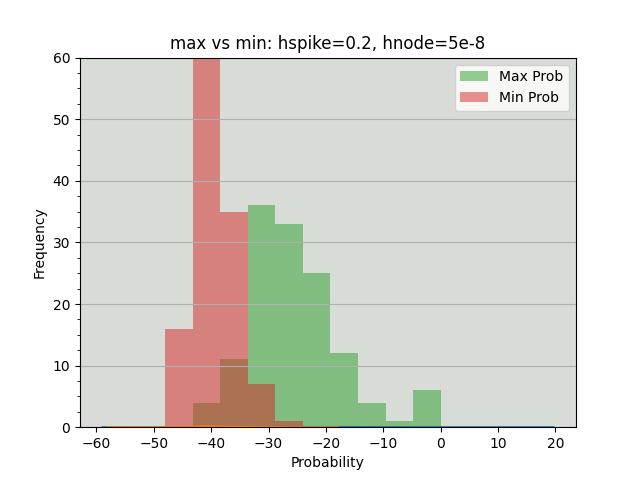 max vs min: hspike=0.2, hnode=5e-8
Max Prob
Min Prob
60
50
40
30
20
10
0
Frequency
−60 −50 −40 −30 −20 −10 0 10 20
Probability